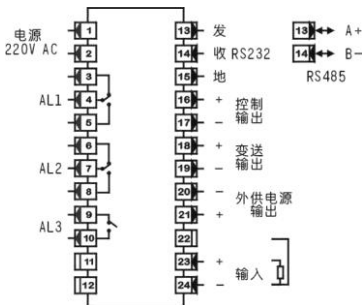 电源
220V AC
AL1
AL2
AL3
1
2
3
4
5
6
7
8
9
10
11
12
13 发
14 收 RS232
15 地
16 + 控制
17 - 输出
18 + 变送
19 - 输出
20 - 外供电源
21 + 输出
22
23 + 输入
24 -
13 A+
14 B-
RS485